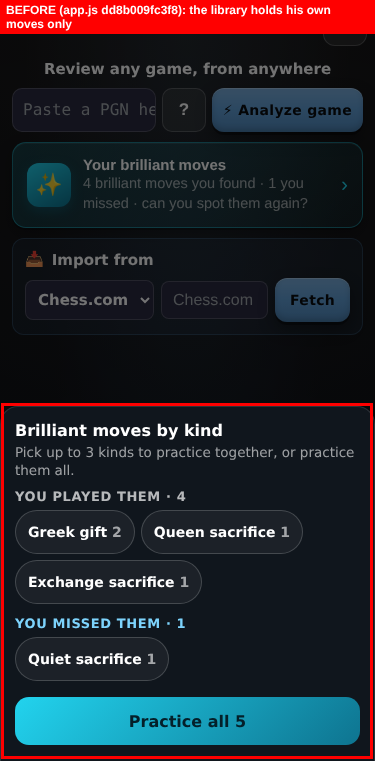 BEFORE (app.js dd8b009fc3f8): the library holds his own
moves only
Review any game, from anywhere
Paste a PGN he
?
⚡ Analyze game
Your brilliant moves
4 brilliant moves you found · 1 you
missed · can you spot them again?
›
Import from
Chess.com
Chess.com
Fetch
Brilliant moves by kind
Pick up to 3 kinds to practice together, or practice
them all.
YOU PLAYED THEM · 4
Greek gift 2
Queen sacrifice 1
Exchange sacrifice 1
YOU MISSED THEM · 1
Quiet sacrifice 1
Practice all 5